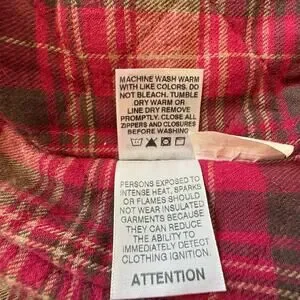 MACHINE WASH WARM
WITH LIKE COLORS. DO
NOT BLEACH. TUMBLE
DRY WARM OR
LINE DRY REMOVE
PROMPTLY. CLOSE ALL
ZIPPERS AND CLOSURES
BEFORE WASHING
PERSONS EXPOSED TO
INTENSE HEAT, SPARKS
OR FLAMES SHOULD
NOT WEAR INSULATED
GARMENTS BECAUSE
THEY CAN REDUCE
THE ABILITY TO
IMMEDIATELY DETECT
CLOTHING IGNITION.
ATTENTION